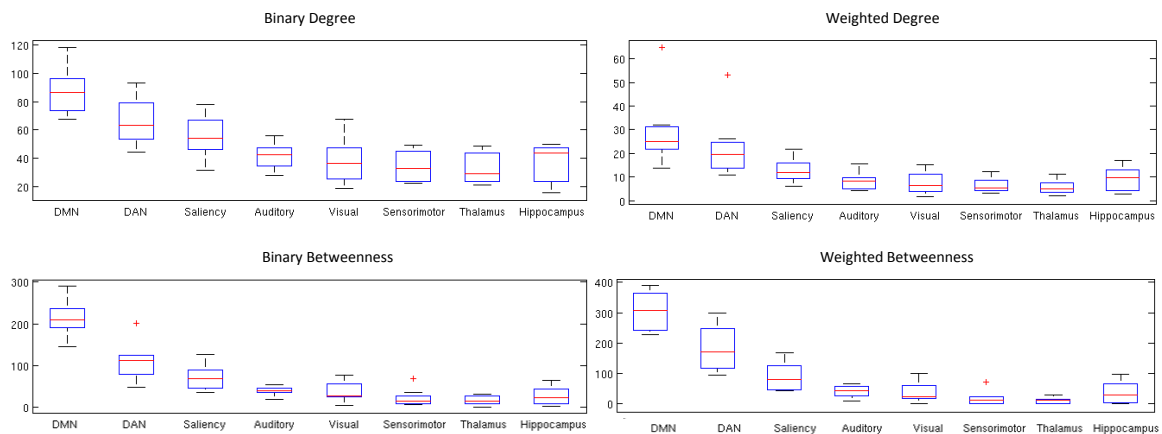 Binary Degree
120
100
80
60
40
20
DMN DAN Saliency Auditory Visual Sensorimotor Thalamus Hippocampus
Weighted Degree
60
50
40
30
20
10
0
DMN DAN Saliency Auditory Visual Sensorimotor Thalamus Hippocampus
Binary Betweenness
300
200
100
0
DMN DAN Saliency Auditory Visual Sensorimotor Thalamus Hippocampus
Weighted Betweenness
400
300
200
100
0
DMN DAN Saliency Auditory Visual Sensorimotor Thalamus Hippocampus